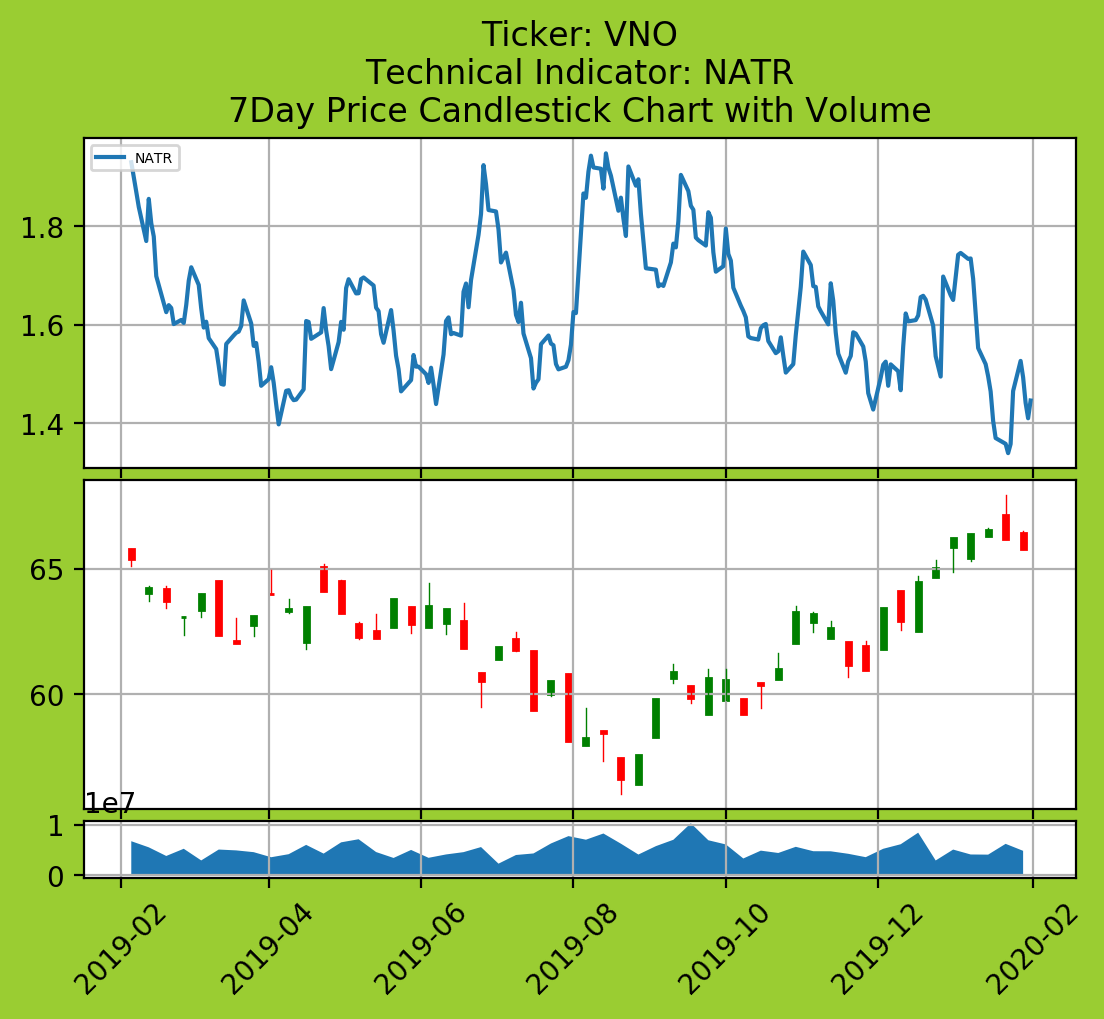 Ticker: VNO
Technical Indicator: NATR
7Day Price Candlestick Chart with Volume
NATR
1.8
1.6
1.4
65
60
1e7
1
0
2019-02
2019-04
2019-06
2019-08
2019-10
2019-12
2020-02